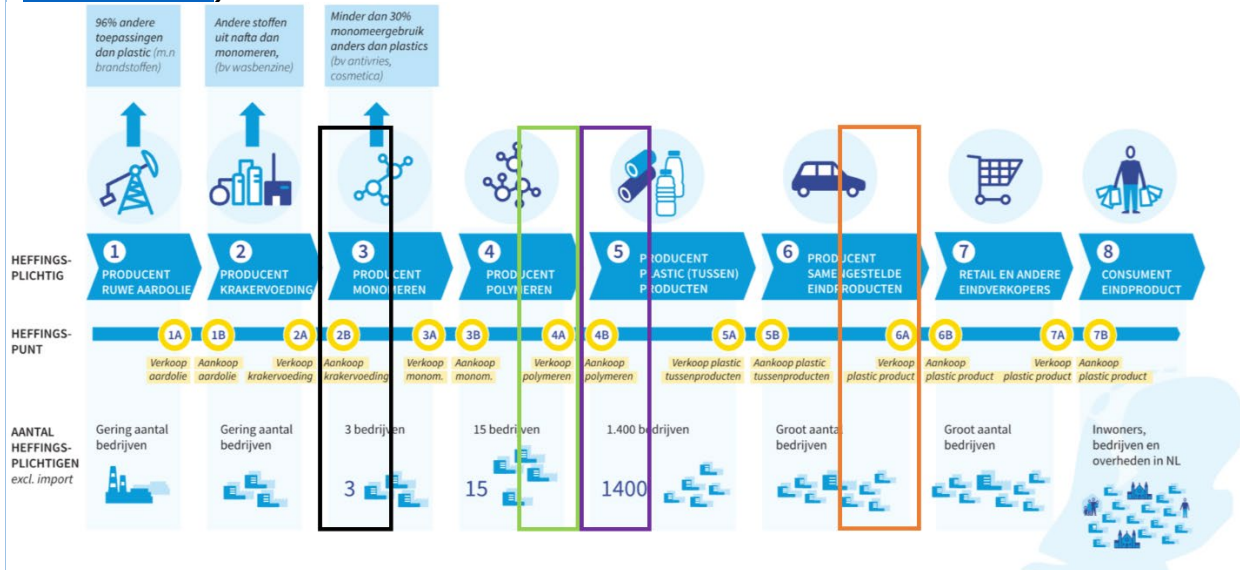 96% andere
toepassingen
dan plastic (m.n
brandstoffen)
Andere stoffen
uit nafta dan
monomeren,
(bv wasbenzine)
Minder dan 30%
monomeergebruik
anders dan plastics
(bv antivries,
cosmetica)
HEFFINGS-
PLICHTIG
1
PRODUCENT
RUWE AARDOLIE
2
PRODUCENT
KRAKERVOEDING
3
PRODUCENT
MONOMEREN
4
PRODUCENT
POLYMEREN
5
PRODUCENT
PLASTIC (TUSSEN)
PRODUCTEN
6
PRODUCENT
SAMENGESTELDE
EINDPRODUCTEN
7
RETAIL EN ANDERE
EINDVERKOPERS
8
CONSUMENT
EINDPRODUCT
HEFFINGS-
PUNT
1A
Verkoop
aardolie
1B
Aankoop
aardolie
2A
Verkoop
krakervoeding
2B
Aankoop
krakervoeding
3A
Verkoop
monom.
3B
Aankoop
monom.
4A
Verkoop
polymeren
4B
Aankoop
polymeren
5A
Verkoop plastic
tussenproducten
5B
Aankoop plastic
tussenproducten
6A
Verkoop
plastic product
6B
Aankoop
plastic product
7A
Verkoop
plastic product
7B
Aankoop
plastic product
AANTAL
HEFFINGS-
PLICHTIGEN
excl. import
Gering aantal
bedrijven
Gering aantal
bedrijven
3 bedrijven
3
15 bedrijven
15
1.400 bedrijven
1400
Groot aantal
bedrijven
Groot aantal
bedrijven
Inwoners,
bedrijven en
overheden in NL